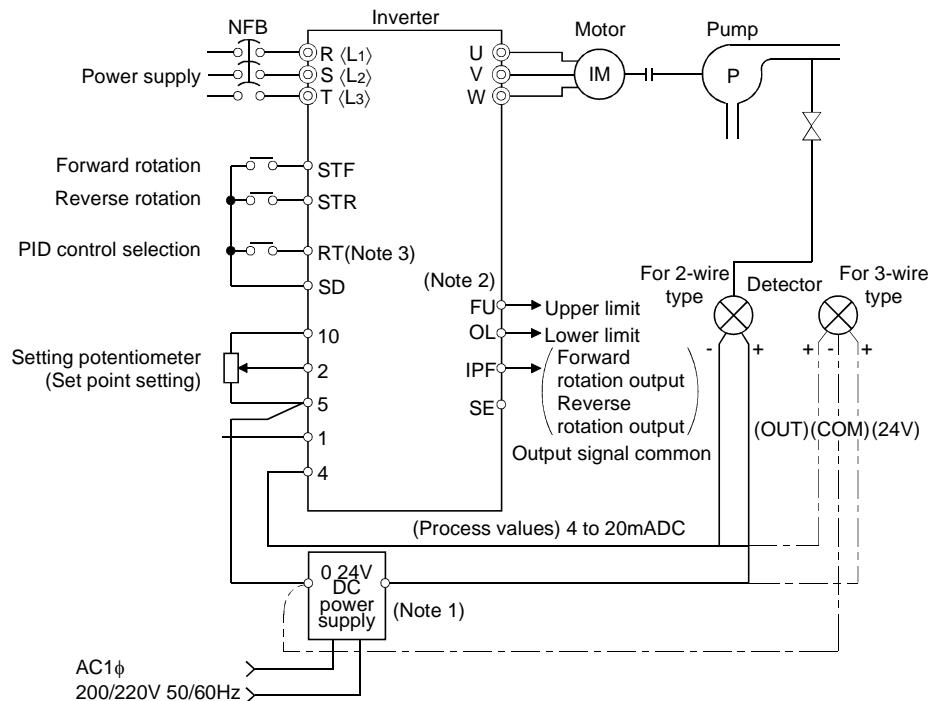 Inverter
NFB
Motor
Pump
Power supply
R ⟨L1⟩
S ⟨L2⟩
T ⟨L3⟩
U
V
W
IM
P
Forward rotation
STF
Reverse rotation
STR
PID control selection
RT(Note 3)
SD
(Note 2)
FU
Upper limit
OL
Lower limit
IPF
(Forward
rotation output
Reverse
rotation output)
SE
Output signal common
10
Setting potentiometer
(Set point setting)
2
5
1
4
For 2-wire
type
Detector
For 3-wire
type
- +
+ - +
(OUT)(COM)(24V)
(Process values) 4 to 20mADC
0 24V
DC
power
supply
(Note 1)
AC1ϕ
200/220V 50/60Hz